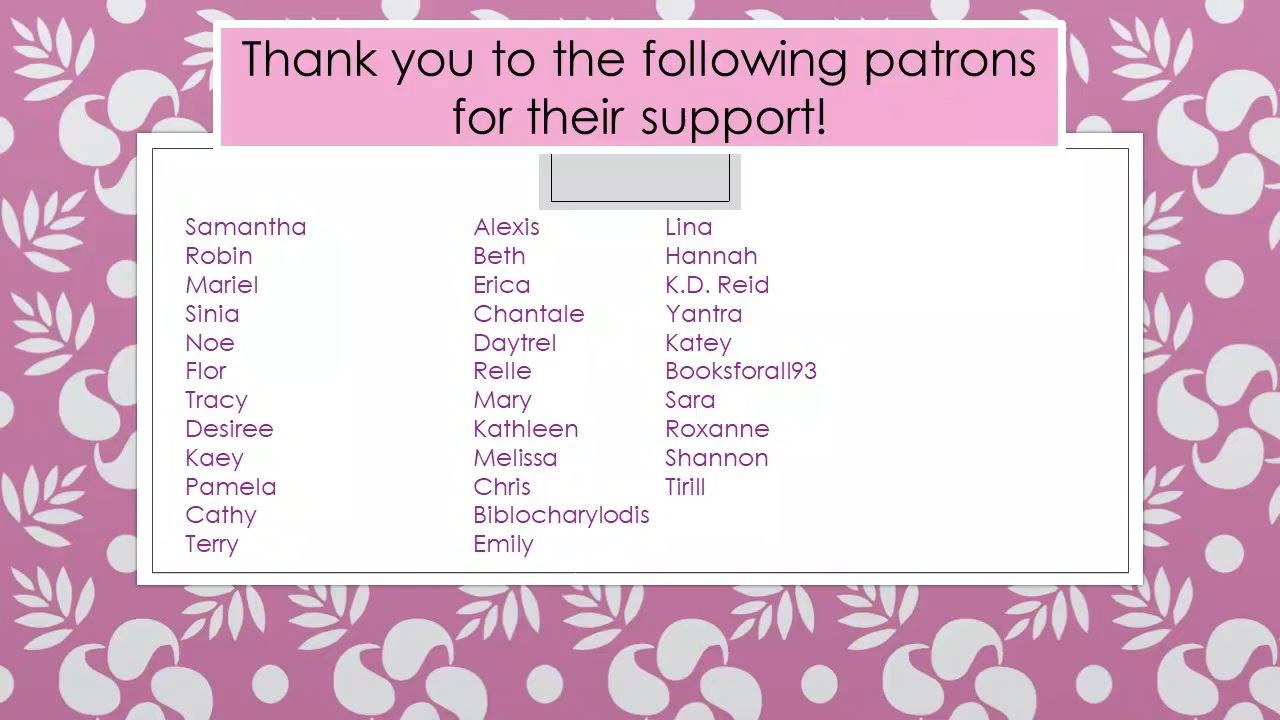 Thank you to the following patrons
for their support!
Samantha
Robin
Mariel
Sinia
Noe
Flor
Tracy
Desiree
Kaey
Pamela
Cathy
Terry
Alexis
Beth
Erica
Chantale
Daytrel
Relle
Mary
Kathleen
Melissa
Chris
Biblocharylodis
Emily
Lina
Hannah
K.D. Reid
Yantra
Katey
Booksforall93
Sara
Roxanne
Shannon
Tirill